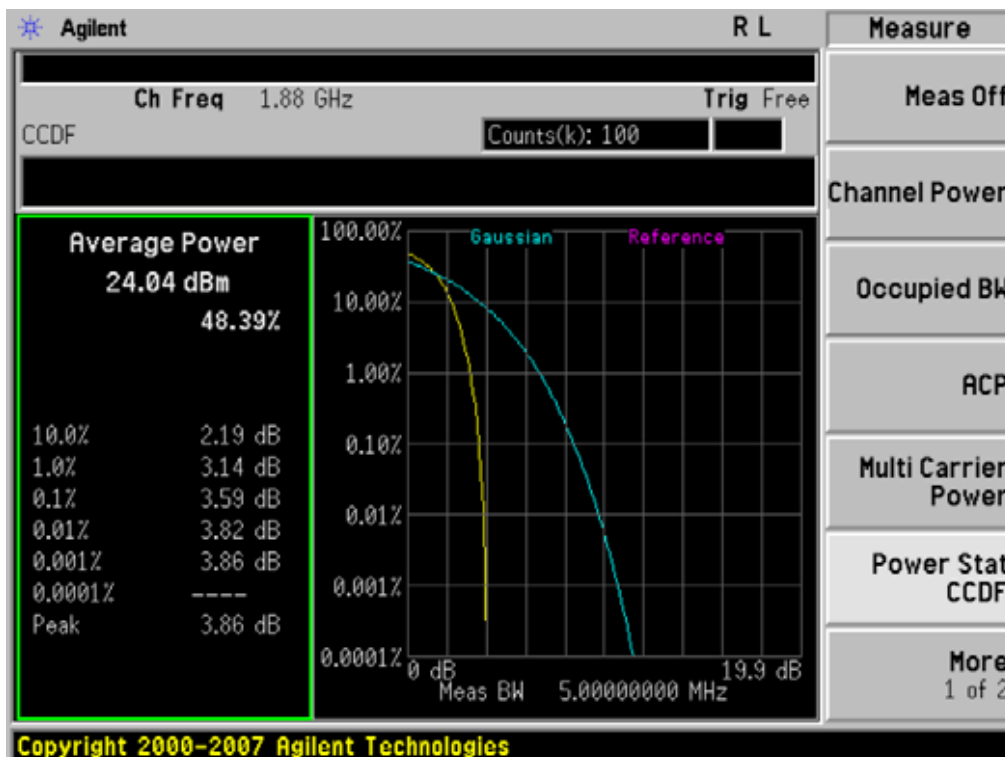 Agilent R L Measure
Ch Freq 1.88 GHz Trig Free
Meas Off
CCDF Counts(k): 100
Channel Power
Average Power
24.04 dBm
48.39%
10.0% 2.19 dB
1.0% 3.14 dB
0.1% 3.59 dB
0.01% 3.82 dB
0.001% 3.86 dB
0.0001% ----
Peak 3.86 dB
Gaussian Reference
100.00%
10.00%
1.00%
0.10%
0.01%
0.001%
0.0001%
0 dB 19.9 dB
Meas BW 5.00000000 MHz
Occupied BW
ACP
Multi Carrier
Power
Power Stat
CCDF
More
1 of 2
Copyright 2000-2007 Agilent Technologies